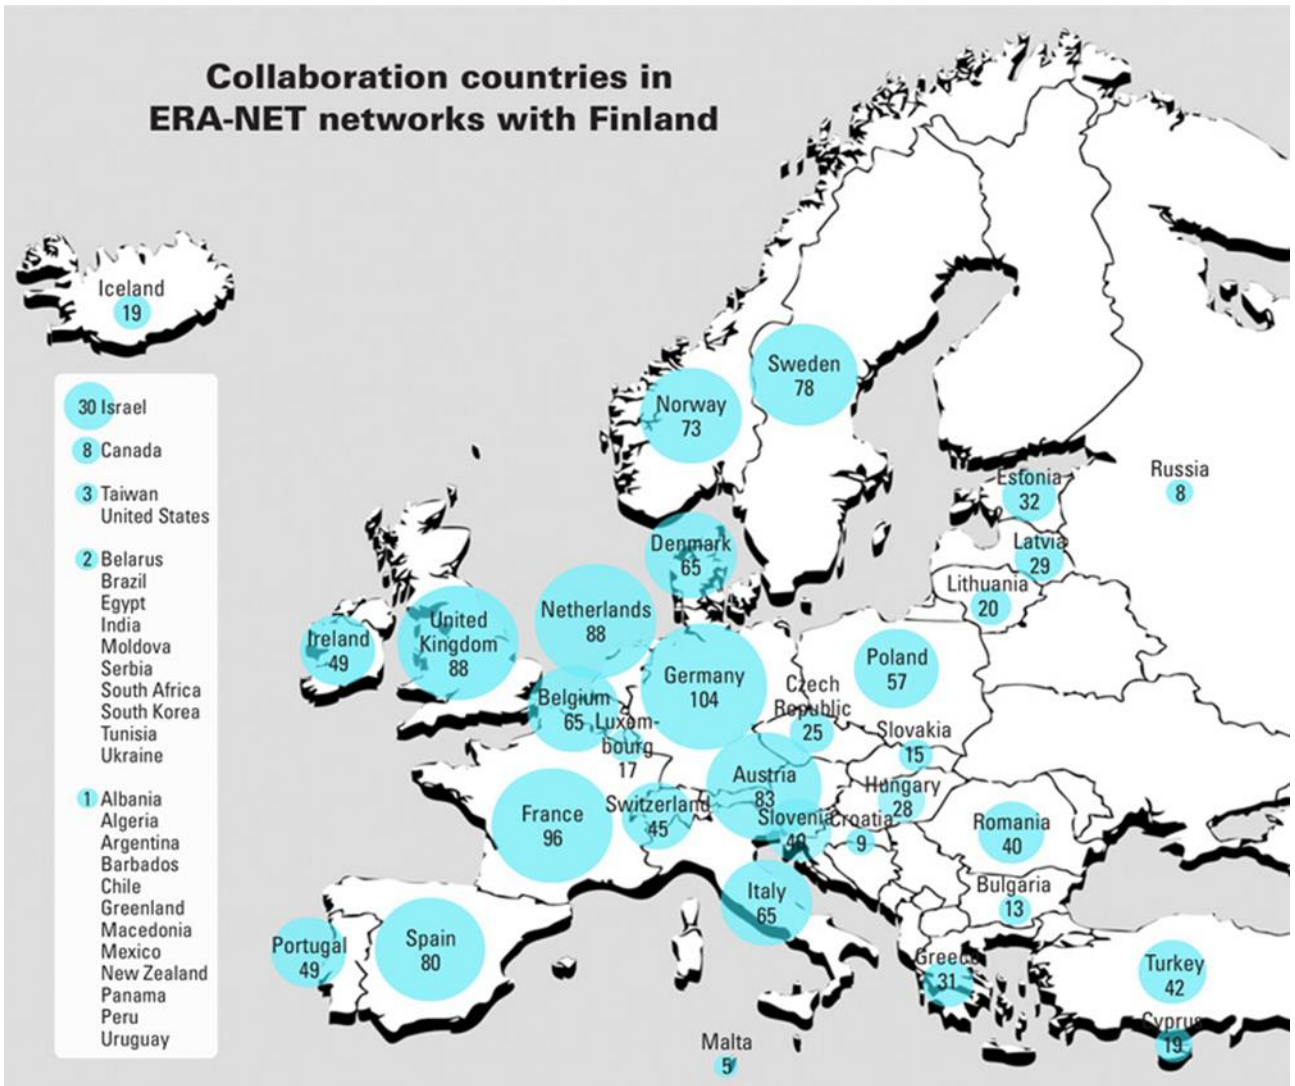 Collaboration countries in
ERA-NET networks with Finland
Iceland
19
30 Israel
8 Canada
3 Taiwan
United States
2 Belarus
Brazil
Egypt
India
Moldova
Serbia
South Africa
South Korea
Tunisia
Ukraine
1 Albania
Algeria
Argentina
Barbados
Chile
Greenland
Macedonia
Mexico
New Zealand
Panama
Peru
Uruguay
Sweden
78
Norway
73
Russia
8
Estonia
32
Latvia
29
Lithuania
20
Denmark
65
Netherlands
88
United
Kingdom
88
Ireland
49
Germany
104
Poland
57
Belgium
65
Luxem-
bourg
17
Czech
Republic
25
Slovakia
15
Austria
83
Hungary
28
France
96
Switzerland
45
Slovenia
Croatia
9
Romania
40
Bulgaria
13
Italy
65
Portugal
49
Spain
80
Greece
31
Turkey
42
Cyprus
19
Malta
5